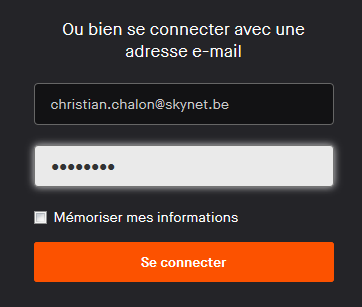 Ou bien se connecter avec une
adresse e-mail
christian.chalon@skynet.be
••••••••
Mémoriser mes informations
Se connecter